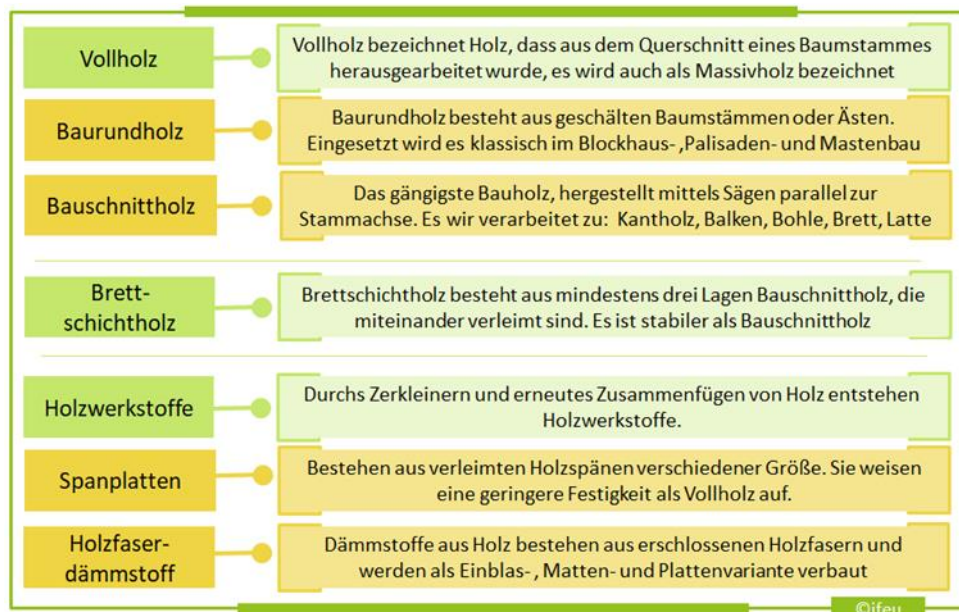 Vollholz
Vollholz bezeichnet Holz, dass aus dem Querschnitt eines Baumstammes
herausgearbeitet wurde, es wird auch als Massivholz bezeichnet
Baurundholz
Baurundholz besteht aus geschälten Baumstämmen oder Ästen.
Eingesetzt wird es klassisch im Blockhaus- ,Palisaden- und Mastenbau
Bauschnittholz
Das gängigste Bauholz, hergestellt mittels Sägen parallel zur
Stammachse. Es wir verarbeitet zu: Kantholz, Balken, Bohle, Brett, Latte
Brett-
schichtholz
Brettschichtholz besteht aus mindestens drei Lagen Bauschnittholz, die
miteinander verleimt sind. Es ist stabiler als Bauschnittholz
Holzwerkstoffe
Durchs Zerkleinern und erneutes Zusammenfügen von Holz entstehen
Holzwerkstoffe.
Spanplatten
Bestehen aus verleimten Holzspänen verschiedener Größe. Sie weisen
eine geringere Festigkeit als Vollholz auf.
Holzfaser-
dämmstoff
Dämmstoffe aus Holz bestehen aus erschlossenen Holzfasern und
werden als Einblas- , Matten- und Plattenvariante verbaut
©ifeu